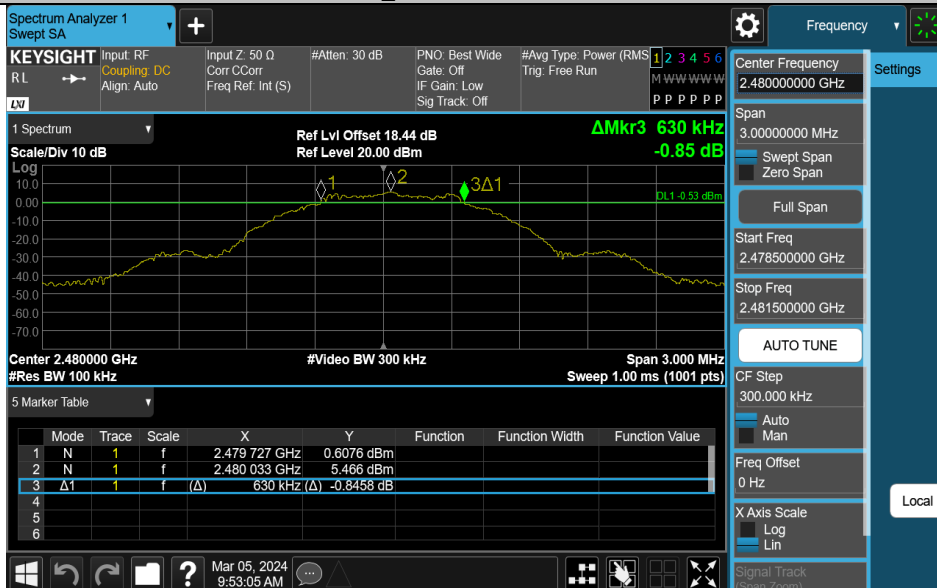 Spectrum Analyzer 1
Swept SA
+
Frequency
KEYSIGHT
RL
LXI
Input: RF
Coupling: DC
Align: Auto
Input Z: 50 Ω
Corr CCorr
Freq Ref: Int (S)
#Atten: 30 dB
PNO: Best Wide
Gate: Off
IF Gain: Low
Sig Track: Off
#Avg Type: Power (RMS
Trig: Free Run
1 2 3 4 5 6
M W W W W W
P P P P P P
1 Spectrum
Scale/Div 10 dB
Ref Lvl Offset 18.44 dB
Ref Level 20.00 dBm
ΔMkr3 630 kHz
-0.85 dB
Log
10.0
0.00
-10.0
-20.0
-30.0
-40.0
-50.0
-60.0
-70.0
1
2
3Δ1
DL1 -0.53 dBm
Center 2.480000 GHz
#Video BW 300 kHz
Span 3.000 MHz
#Res BW 100 kHz
Sweep 1.00 ms (1001 pts)
5 Marker Table
Mode Trace Scale X Y Function Function Width Function Value
1 N 1 f 2.479 727 GHz 0.6076 dBm
2 N 1 f 2.480 033 GHz 5.466 dBm
3 Δ1 1 f (Δ) 630 kHz (Δ) -0.8458 dB
4
5
6
Center Frequency
2.480000000 GHz
Span
3.00000000 MHz
Swept Span
Zero Span
Full Span
Start Freq
2.478500000 GHz
Stop Freq
2.481500000 GHz
AUTO TUNE
CF Step
300.000 kHz
Auto
Man
Freq Offset
0 Hz
X Axis Scale
Log
Lin
Signal Track
(Span Zoom)
Settings
Local
?
Mar 05, 2024
9:53:05 AM